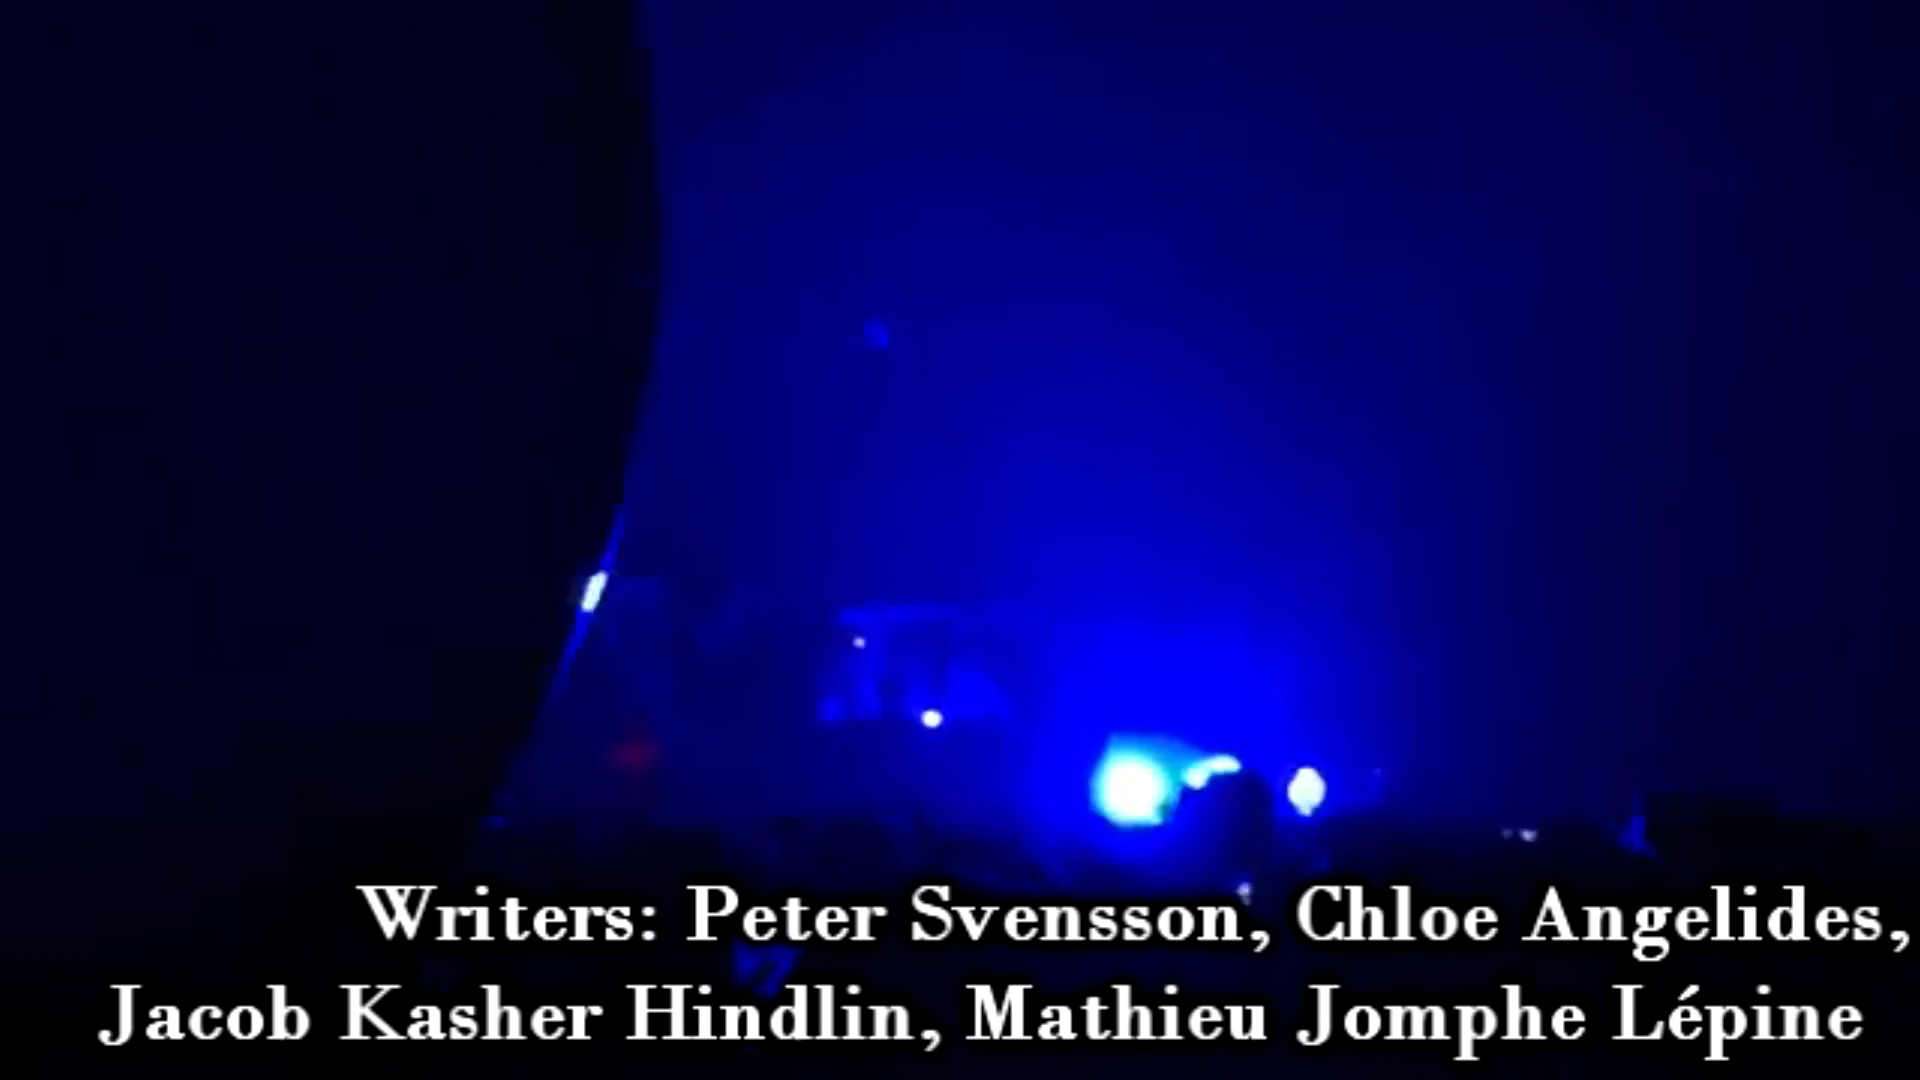 Writers: Peter Svensson, Chloe Angelides,
Jacob Kasher Hindlin, Mathieu Jomphe Lépine